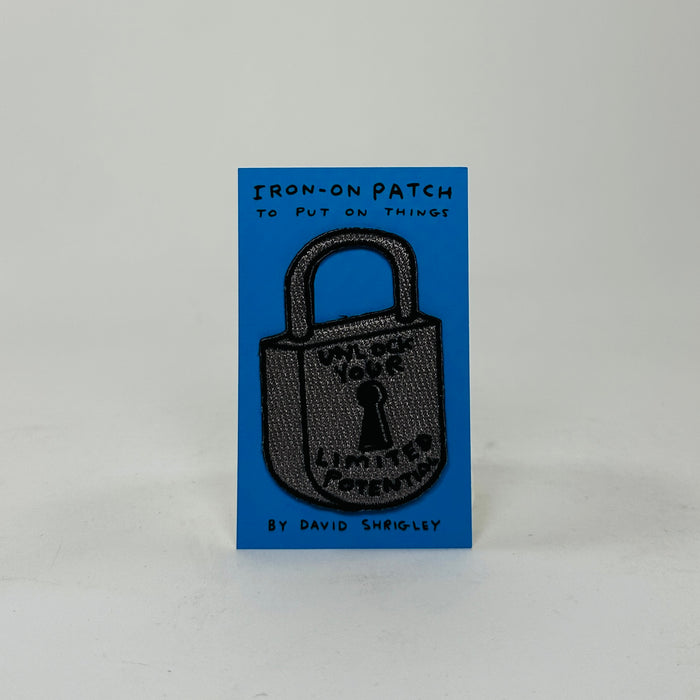 IRON-ON PATCH
TO PUT ON THINGS
UNLOCK
YOUR
LIMITED
POTENTIAL
BY DAVID SHRIGLEY